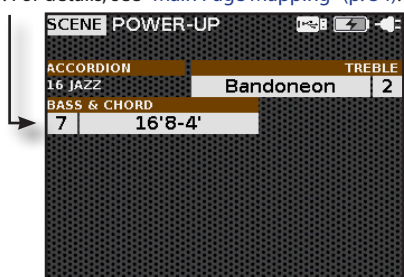 SCENE POWER-UP
ACCORDION TREBLE
16 JAZZ Bandoneon 2
BASS & CHORD
7 16'8-4'